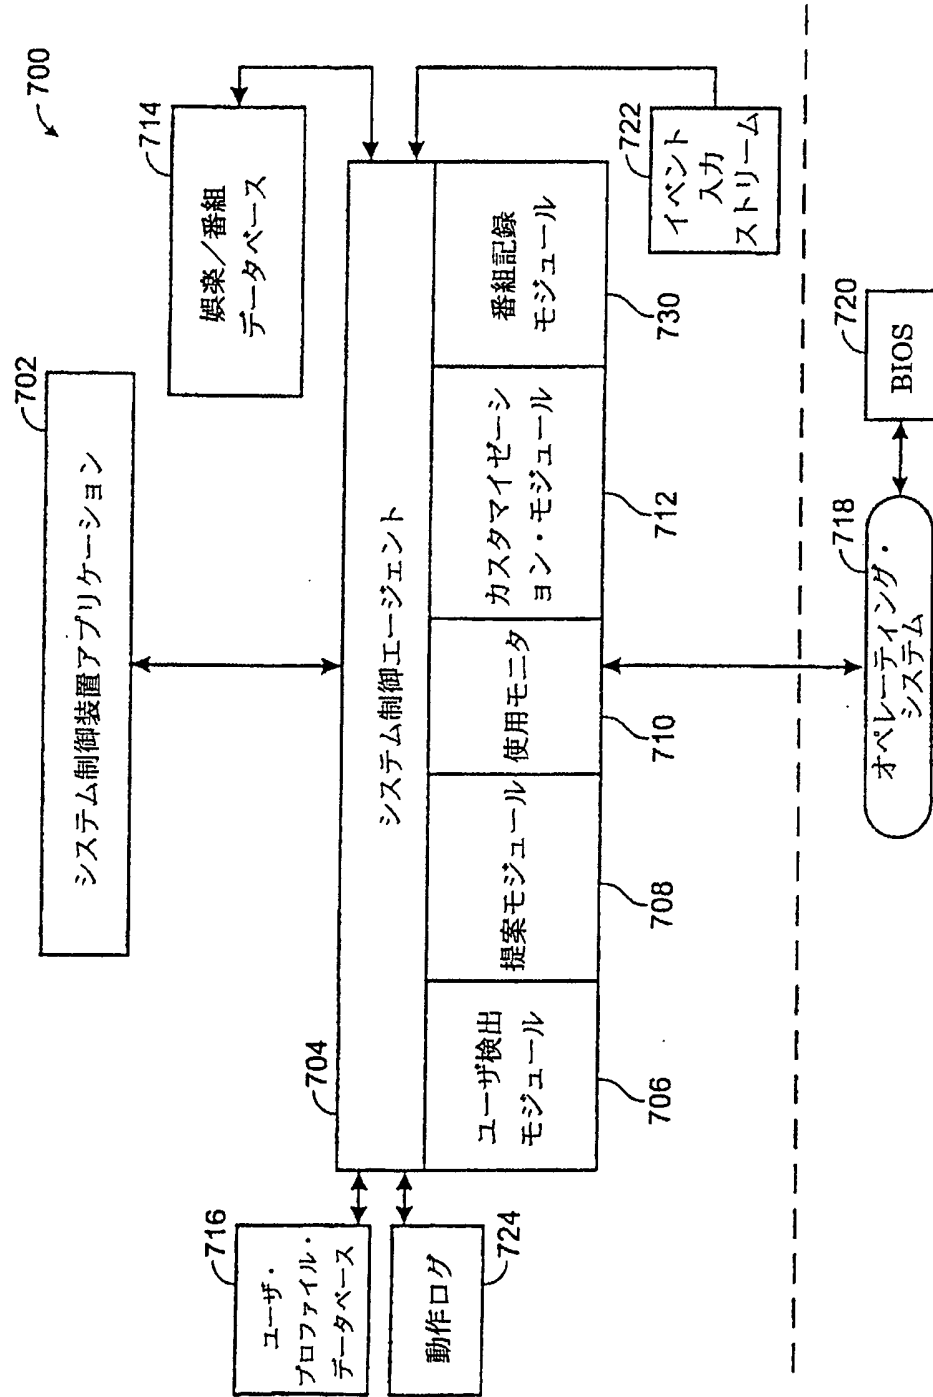 700
702
システム制御装置アプリケーション
714
娯楽/番組
データベース
716
ユーザ・
プロファイル・
データベース
724
動作ログ
704
システム制御エージェント
ユーザ検出
モジュール
706
提案モジュール
708
使用モニタ
710
カスタマイゼーシ
ョン・モジュール
712
番組記録
モジュール
730
722
イベント
入力
ストリーム
718
オペレーティング・
システム
720
BIOS